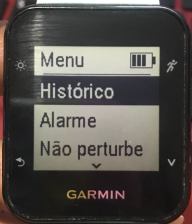 Menu
Histórico
Alarme
Não perturbe
GARMIN